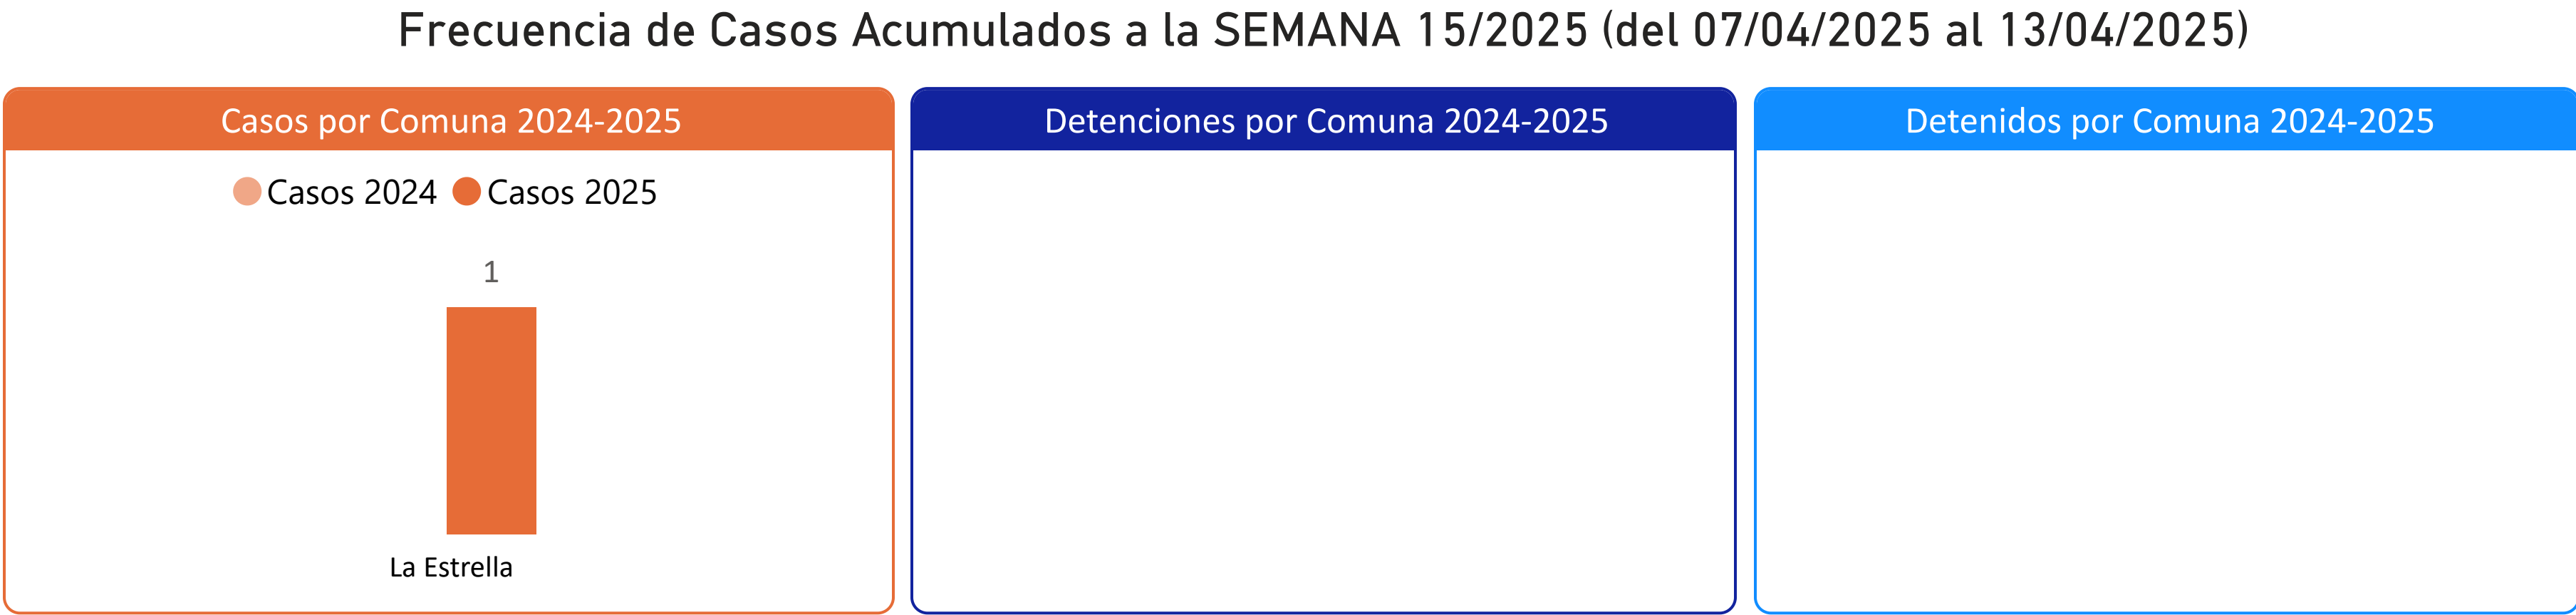 Frecuencia de Casos Acumulados a la SEMANA 15/2025 (del 07/04/2025 al 13/04/2025)
Casos por Comuna 2024-2025
Casos 2024 Casos 2025
1
La Estrella
Detenciones por Comuna 2024-2025
Detenidos por Comuna 2024-2025